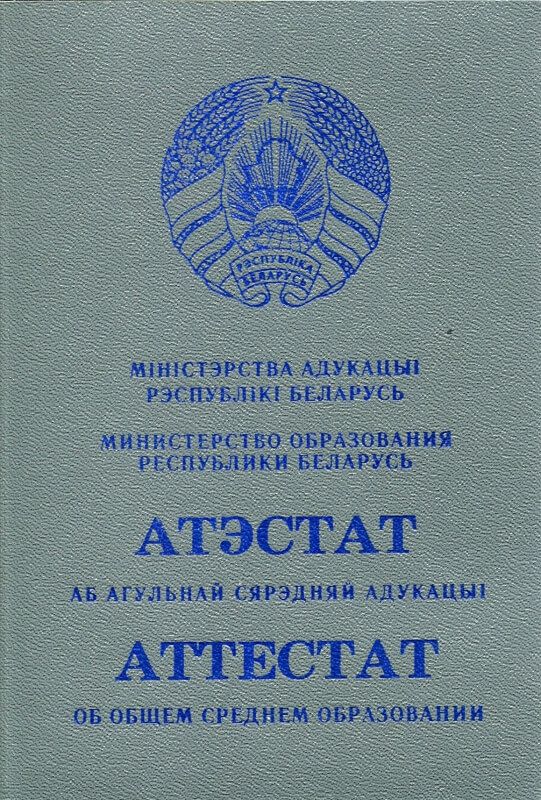 РЭСПУБЛІКА
БЕЛАРУСЬ
МІНІСТЭРСТВА АДУКАЦЫІ
РЭСПУБЛІКІ БЕЛАРУСЬ
МИНИСТЕРСТВО ОБРАЗОВАНИЯ
РЕСПУБЛИКИ БЕЛАРУСЬ
АТЭСТАТ
АБ АГУЛЬНАЙ СЯРЭДНЯЙ АДУКАЦЫІ
АТТЕСТАТ
ОБ ОБЩЕМ СРЕДНЕМ ОБРАЗОВАНИИ